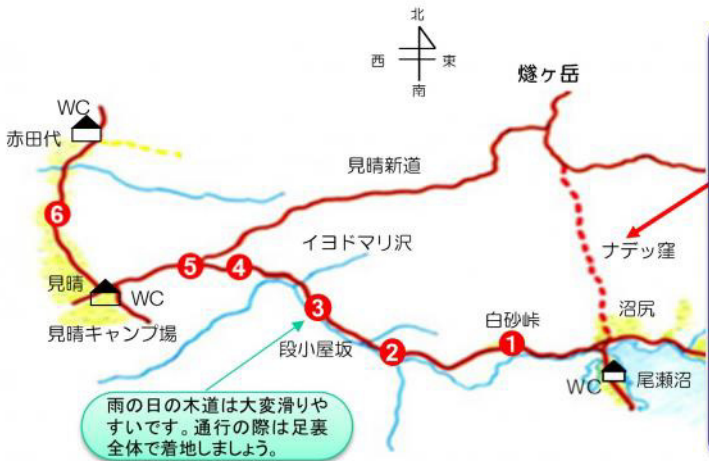 北
西
東
南
燧ヶ岳
WC
赤田代
見晴新道
6
イヨドマリ沢
ナデッ窪
5
4
見晴
WC
3
沼尻
白砂峠
見晴キャンプ場
段小屋坂
2
1
WC
尾瀬沼
雨の日の木道は大変滑りや
すいです。通行の際は足裏
全体で着地しましょう。